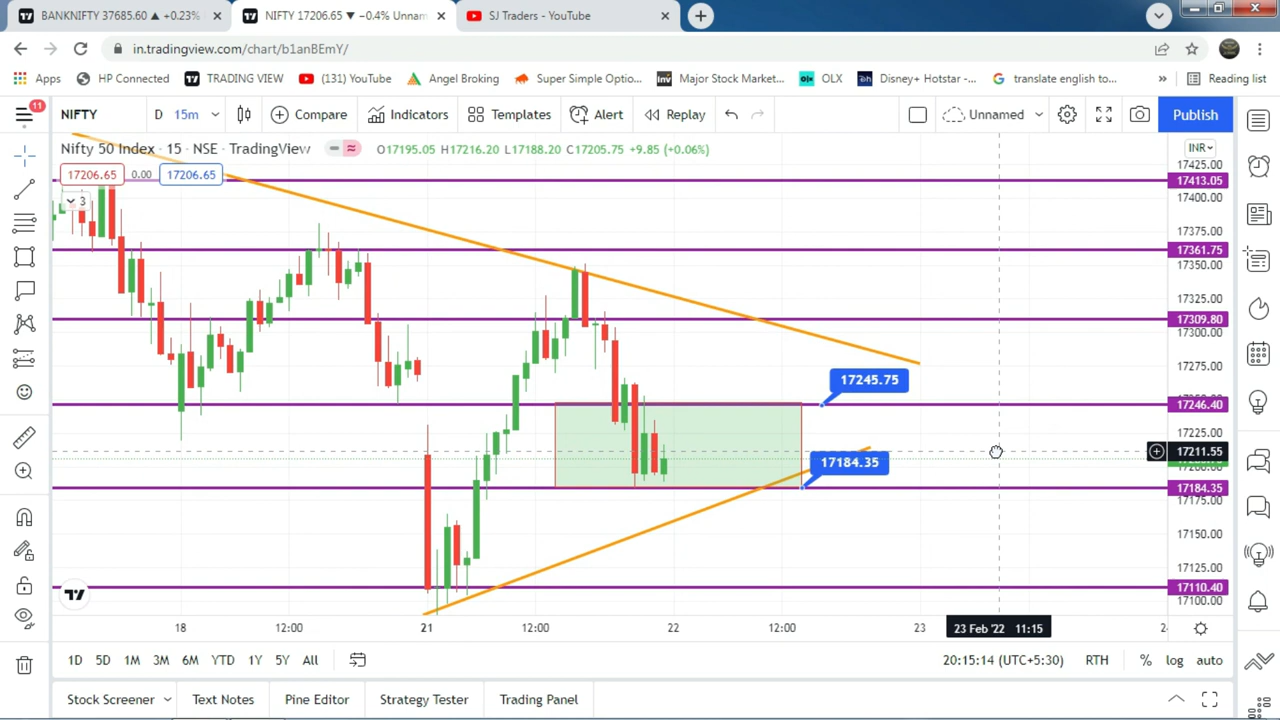 BANKNIFTY 37685.60 ▲ +0.23%
NIFTY 17206.65 ▼ −0.4% Unnam
SJ Traders - YouTube
in.tradingview.com/chart/b1anBEmY/
Apps HP Connected TRADING VIEW (131) YouTube Angel Broking Super Simple Optio... Major Stock Market... OLX Disney+ Hotstar -... translate english to... » Reading list
11 NIFTY D 15m Compare Indicators Templates Alert Replay Unnamed Publish
Nifty 50 Index · 15 · NSE · TradingView O17195.05 H17216.20 L17188.20 C17205.75 +9.85 (+0.06%) INR
17206.65 0.00 17206.65
3
17425.00
17413.05
17400.00
17375.00
17361.75
17350.00
17325.00
17309.80
17300.00
17275.00
17245.75
17246.40
17225.00
17211.55
17184.35
17184.35
17175.00
17150.00
17125.00
17110.40
17100.00
18 12:00 21 12:00 22 12:00 23 23 Feb '22 11:15
1D 5D 1M 3M 6M YTD 1Y 5Y All 20:15:14 (UTC+5:30) RTH % log auto
Stock Screener Text Notes Pine Editor Strategy Tester Trading Panel